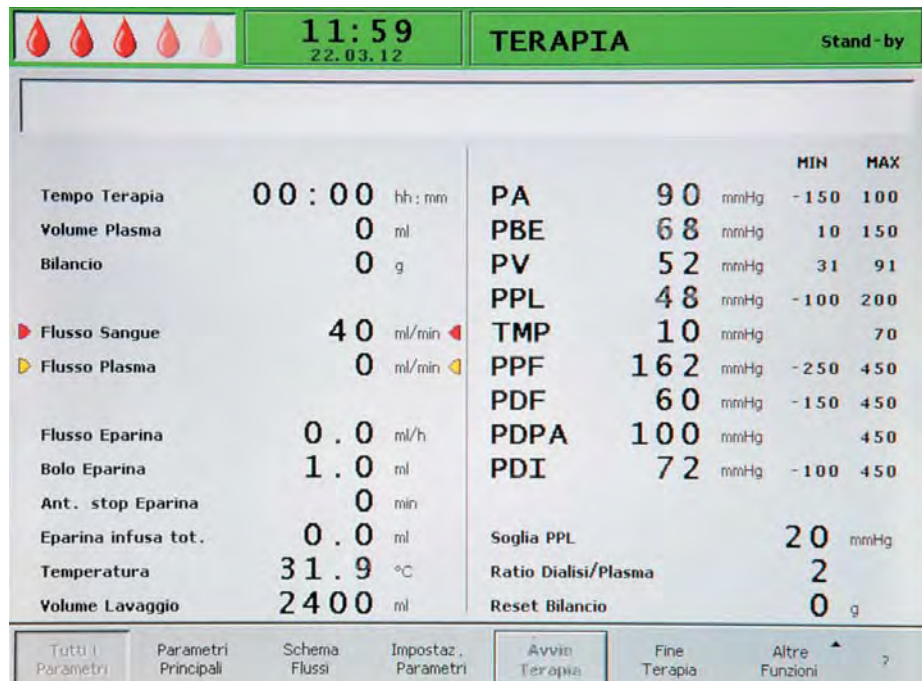 11:59
22.03.12
TERAPIA
Stand-by
Tempo Terapia 00:00 hh:mm
Volume Plasma 0 ml
Bilancio 0 g
Flusso Sangue 40 ml/min
Flusso Plasma 0 ml/min
Flusso Eparina 0.0 ml/h
Bolo Eparina 1.0 ml
Ant. stop Eparina 0 min
Eparina infusa tot. 0.0 ml
Temperatura 31.9 °C
Volume Lavaggio 2400 ml
MIN MAX
PA 90 mmHg -150 100
PBE 68 mmHg 10 150
PV 52 mmHg 31 91
PPL 48 mmHg -100 200
TMP 10 mmHg 70
PPF 162 mmHg -250 450
PDF 60 mmHg -150 450
PDPA 100 mmHg 450
PDI 72 mmHg -100 450
Soglia PPL 20 mmHg
Ratio Dialisi/Plasma 2
Reset Bilancio 0 g
Tutti i
Parametri
Parametri
Principali
Schema
Flussi
Impostaz.
Parametri
Avvio
Terapia
Fine
Terapia
Altre
Funzioni
?